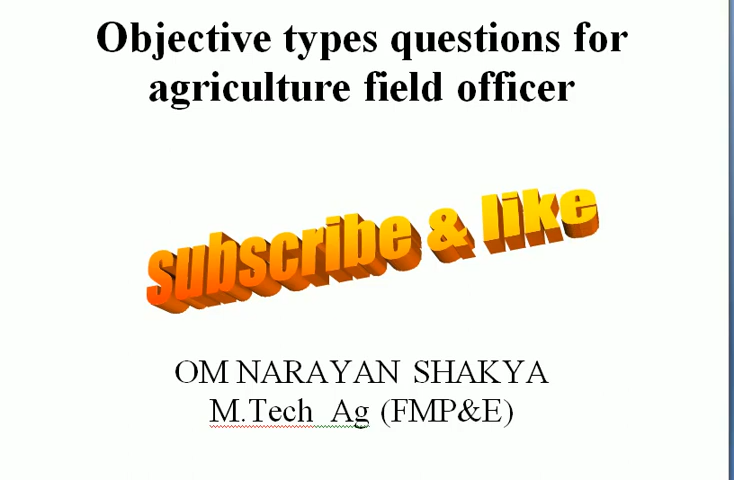 Objective types questions for
agriculture field officer
subscribe & like
OM NARAYAN SHAKYA
M.Tech Ag (FMP&E)